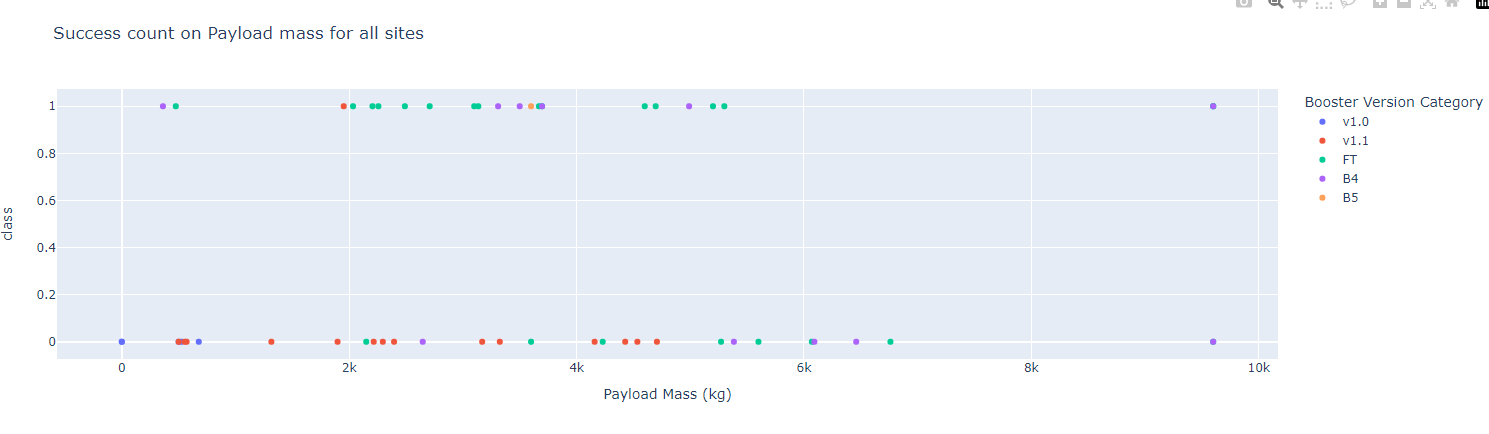 Success count on Payload mass for all sites
class
1
0.8
0.6
0.4
0.2
0
0
2k
4k
6k
8k
10k
Payload Mass (kg)
Booster Version Category
v1.0
v1.1
FT
B4
B5